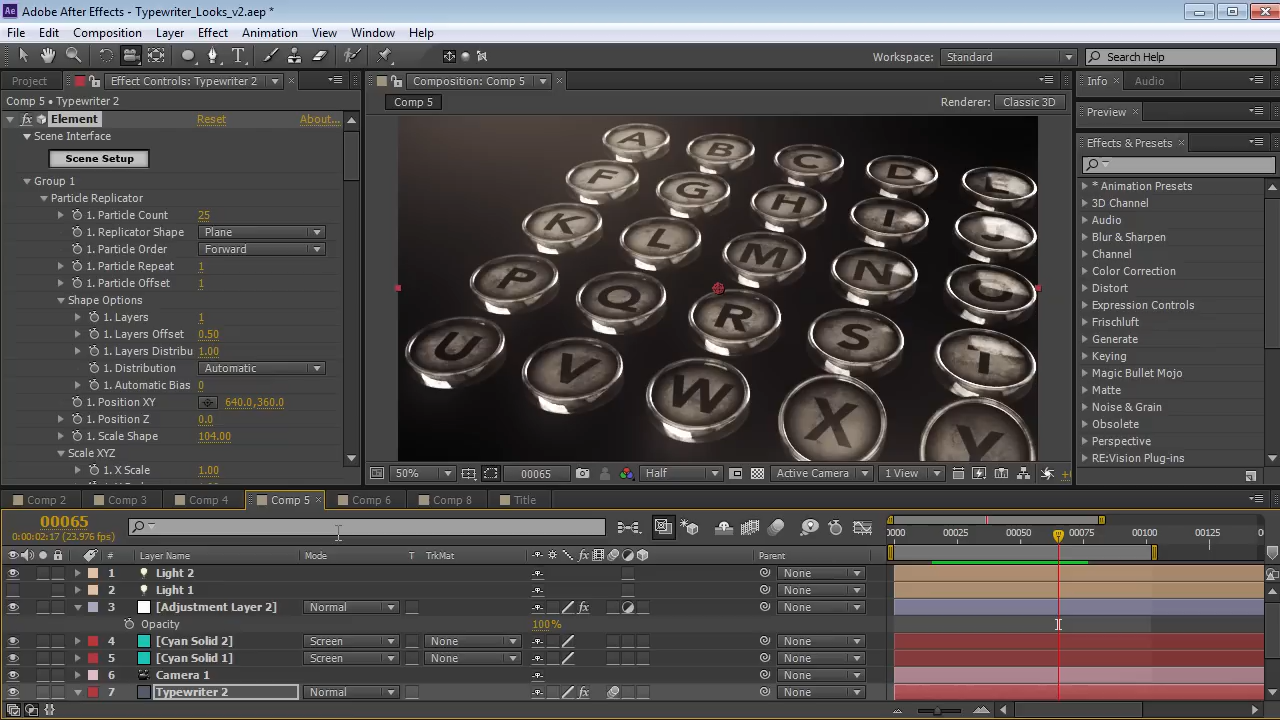 Adobe After Effects - Typewriter_Looks_v2.aep *
File Edit Composition Layer Effect Animation View Window Help
Workspace: Standard Search Help
Project Effect Controls: Typewriter 2 Composition: Comp 5 Info Audio
Comp 5 • Typewriter 2 Comp 5 Renderer: Classic 3D
Preview
Element Reset About...
Scene Interface
Scene Setup
Group 1
Particle Replicator
1. Particle Count 25
1. Replicator Shape Plane
1. Particle Order Forward
1. Particle Repeat 1
1. Particle Offset 1
Shape Options
1. Layers 1
1. Layers Offset 0.50
1. Layers Distribu 1.00
1. Distribution Automatic
1. Automatic Bias 0
1. Position XY 640.0,360.0
1. Position Z 0.0
1. Scale Shape 104.00
Scale XYZ
1. X Scale 1.00
A B C D E
F G H I J
K L M N O
P Q R S T
U V W X Y
50% 00065 Half Active Camera 1 View
Effects & Presets
* Animation Presets
3D Channel
Audio
Blur & Sharpen
Channel
Color Correction
Distort
Expression Controls
Frischluft
Generate
Keying
Magic Bullet Mojo
Matte
Noise & Grain
Obsolete
Perspective
RE:Vision Plug-ins
Comp 2 Comp 3 Comp 4 Comp 5 Comp 6 Comp 8 Title
00065
0:00:02:17 (23.976 fps)
0000 00025 00050 00075 00100 00125
# Layer Name Mode T TrkMat Parent
1 Light 2 None
2 Light 1 None
3 [Adjustment Layer 2] Normal None
Opacity 100%
4 [Cyan Solid 2] Screen None None
5 [Cyan Solid 1] Screen None None
6 Camera 1 None
7 Typewriter 2 Normal None